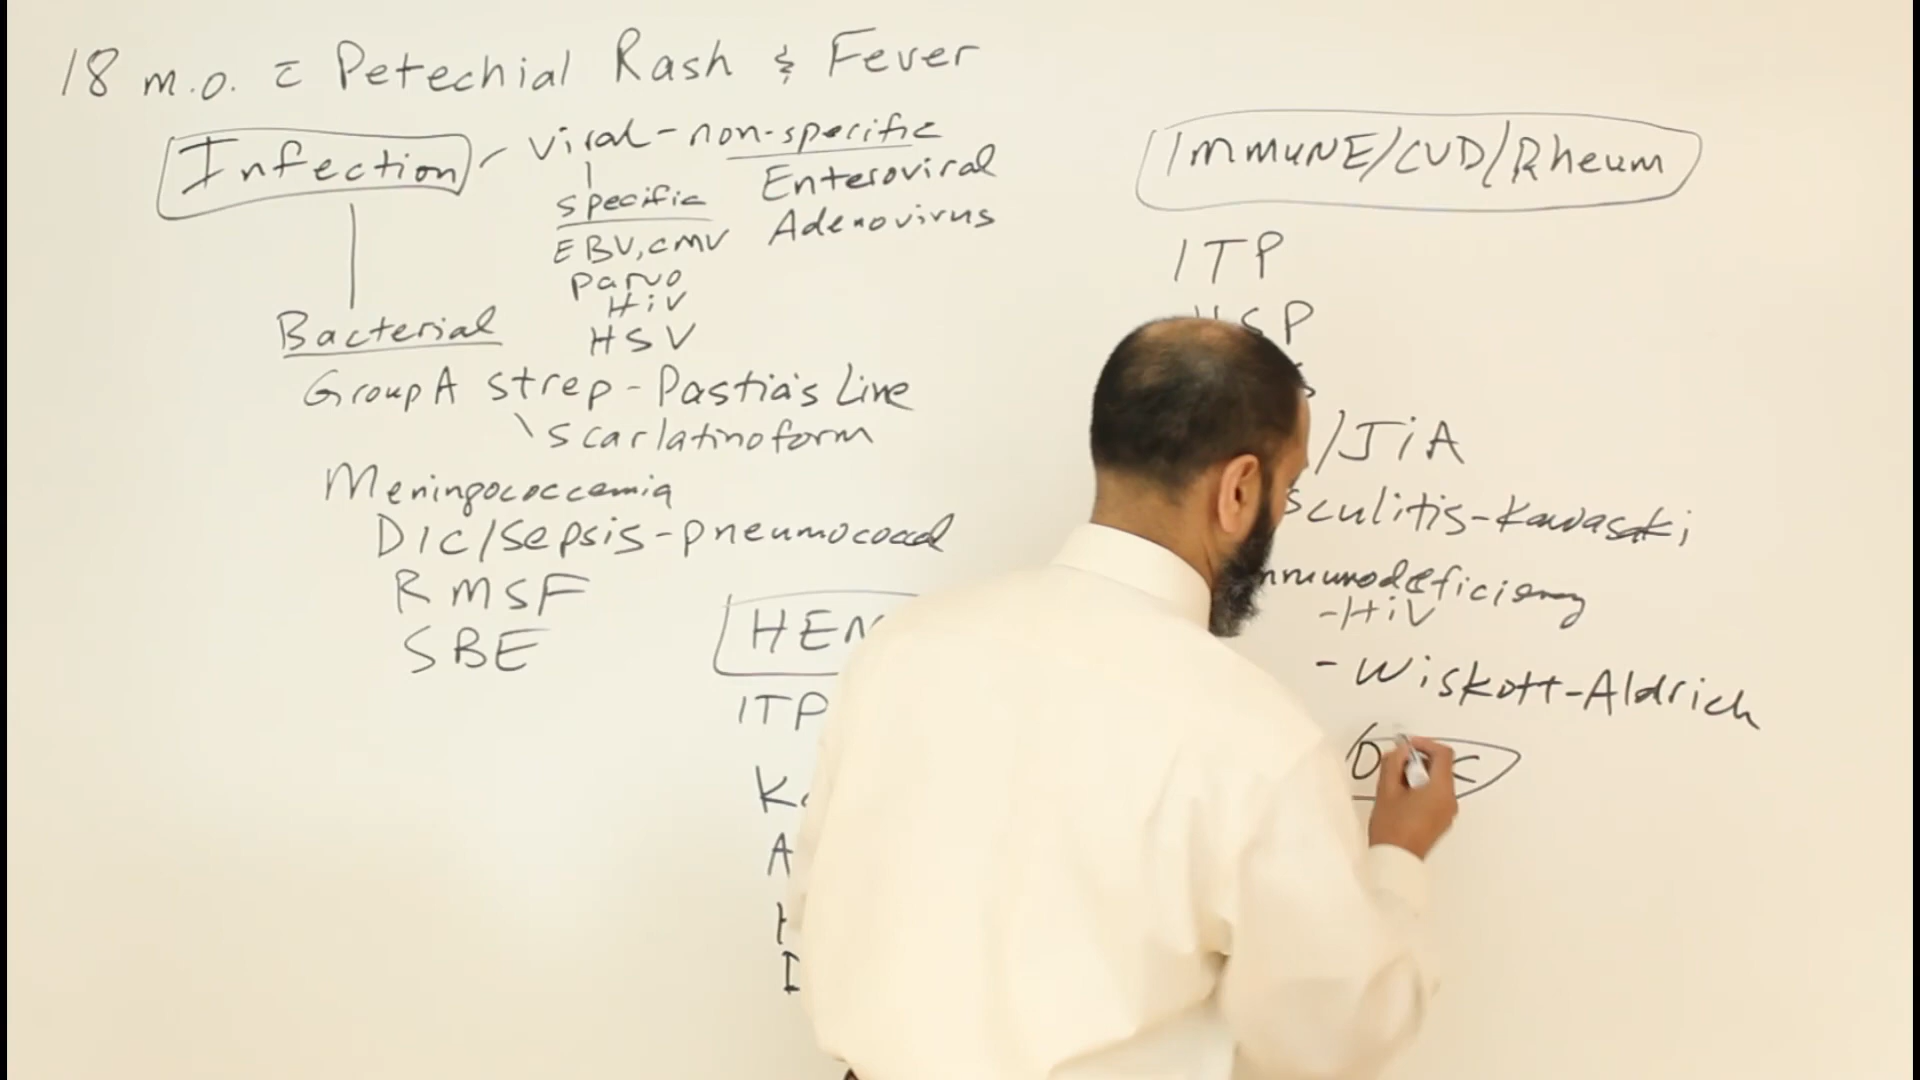 18 m.o. c̄ Petechial Rash & Fever
Infection
Viral - non-specific
Enteroviral
Adenovirus
specific
EBV, CMV
parvo
HiV
HSV
Bacterial
Group A strep - Pastia's Line
scarlatinoform
Meningococcemia
DIC/Sepsis - pneumococcal
RMSF
SBE
ITP
IMMUNE/CVD/Rheum
ITP
HSP
/JiA
sculitis - Kawasaki
mmunodeficiency
- HiV
- Wiskott-Aldrich